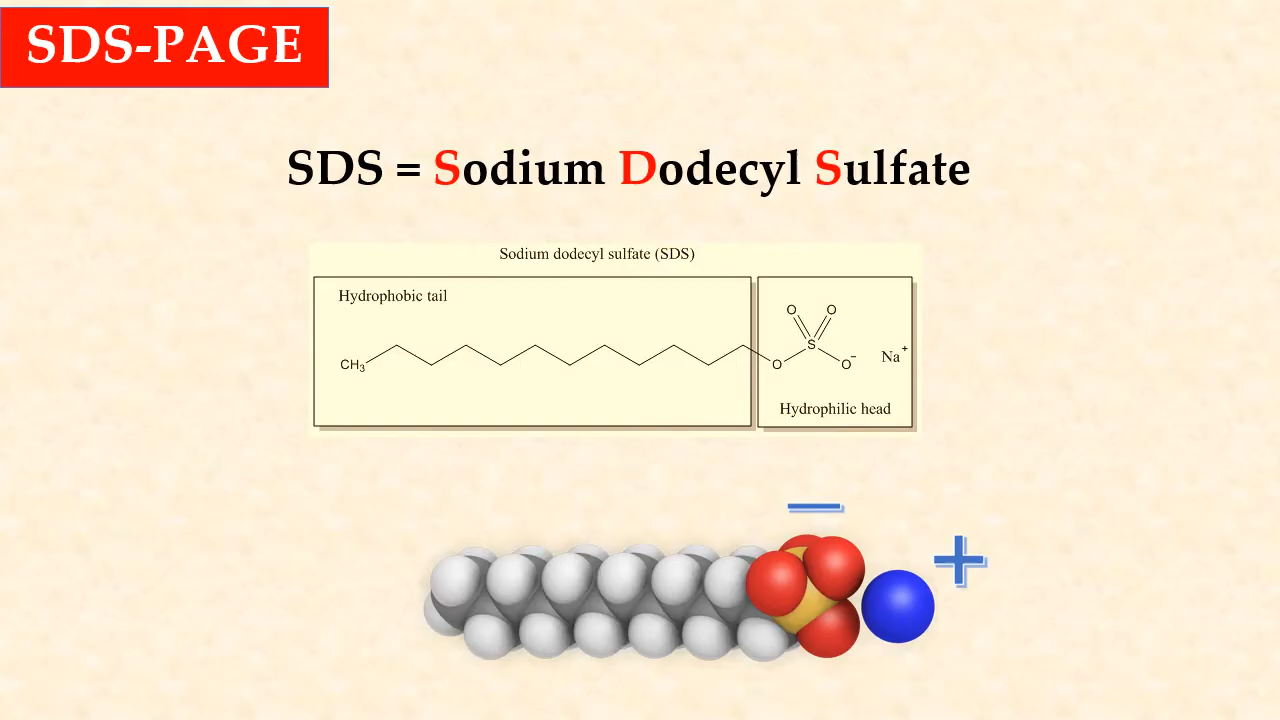 SDS-PAGE
SDS = Sodium Dodecyl Sulfate
Sodium dodecyl sulfate (SDS)
Hydrophobic tail
O O
S
CH₃ O O⁻ Na⁺
Hydrophilic head
− +